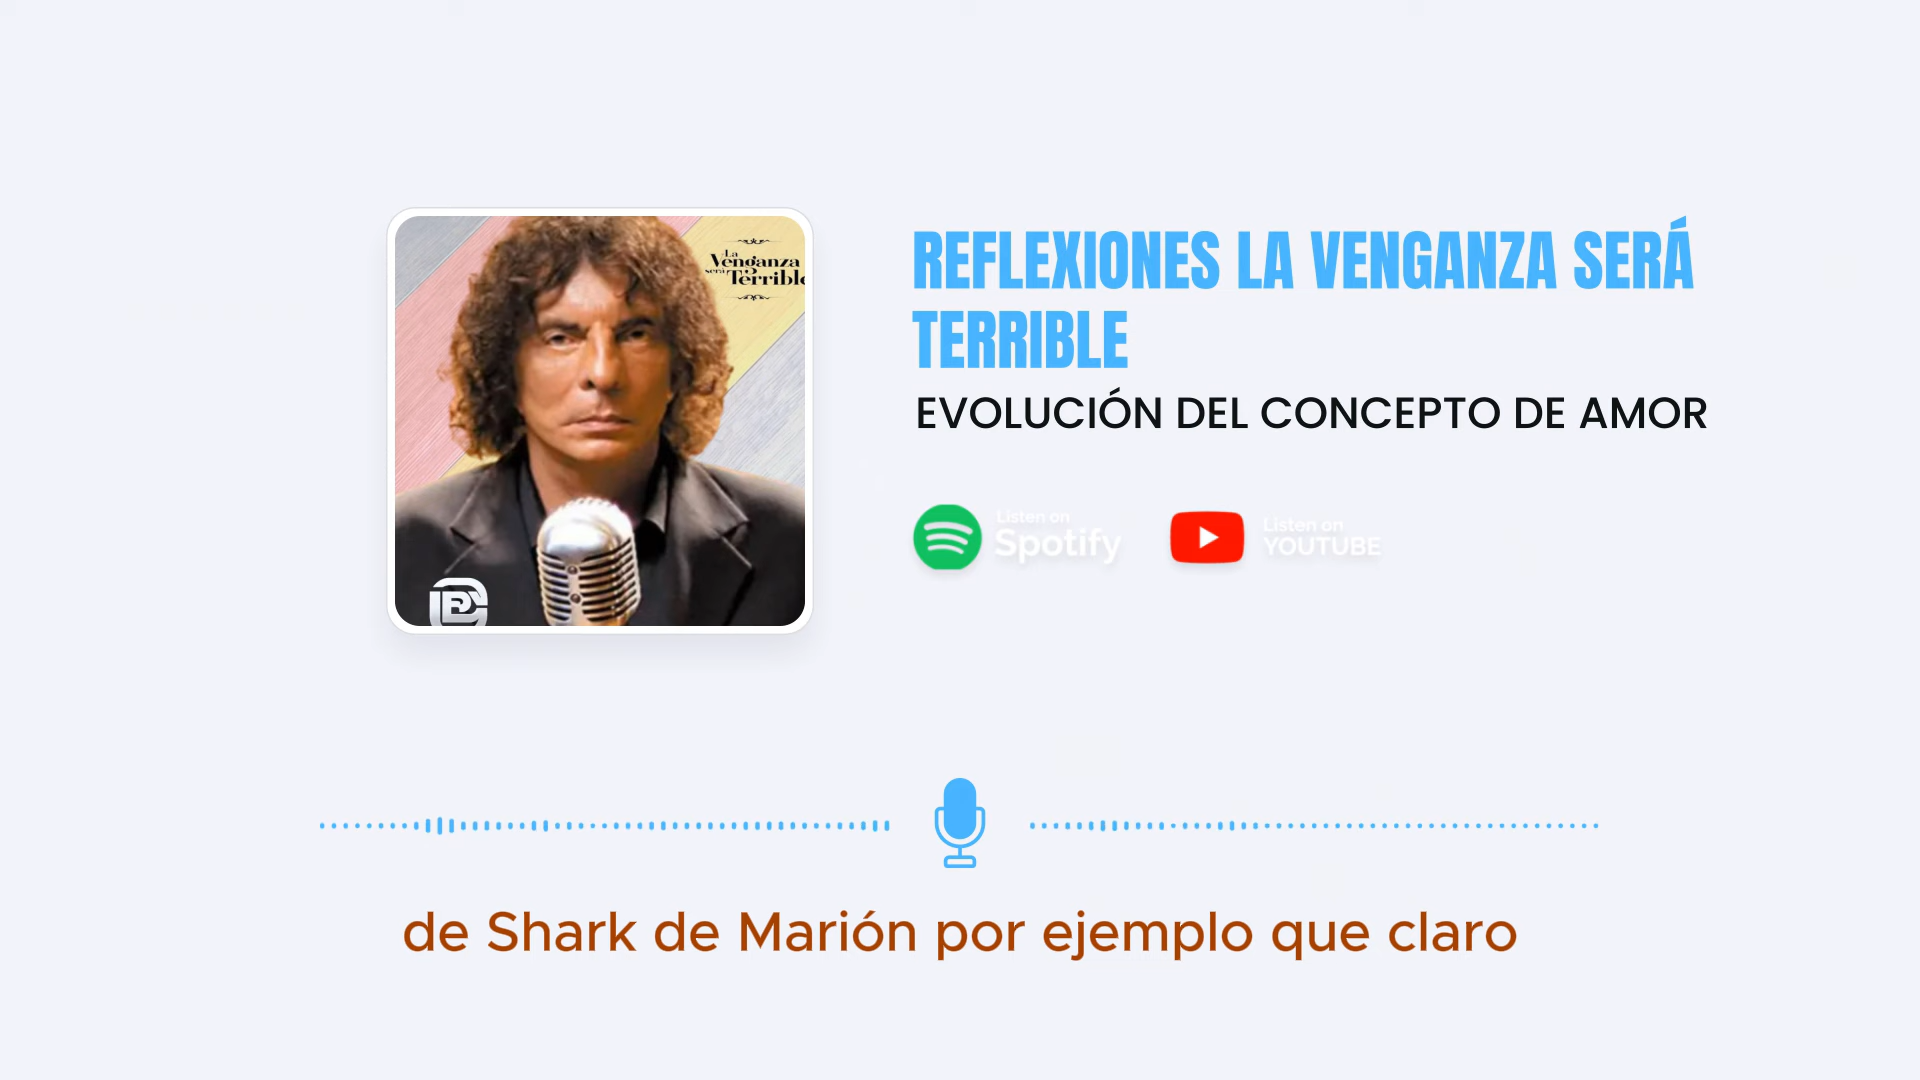 La
Venganza
será Terrible
REFLEXIONES LA VENGANZA SERÁ
TERRIBLE
EVOLUCIÓN DEL CONCEPTO DE AMOR
Listen on
Spotify
Listen on
YOUTUBE
de Shark de Marión por ejemplo que claro